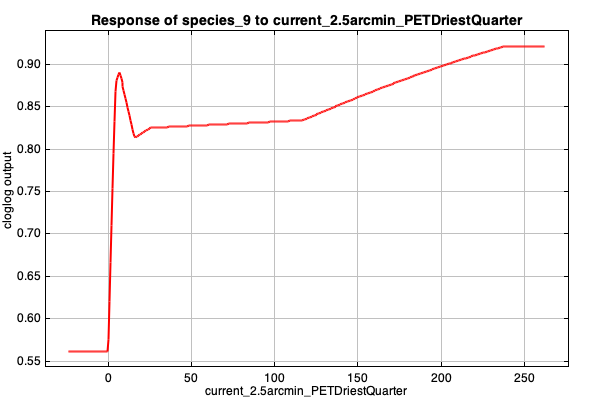 Response of species_9 to current_2.5arcmin_PETDriestQuarter
cloglog output
0.90
0.85
0.80
0.75
0.70
0.65
0.60
0.55
0 50 100 150 200 250
current_2.5arcmin_PETDriestQuarter